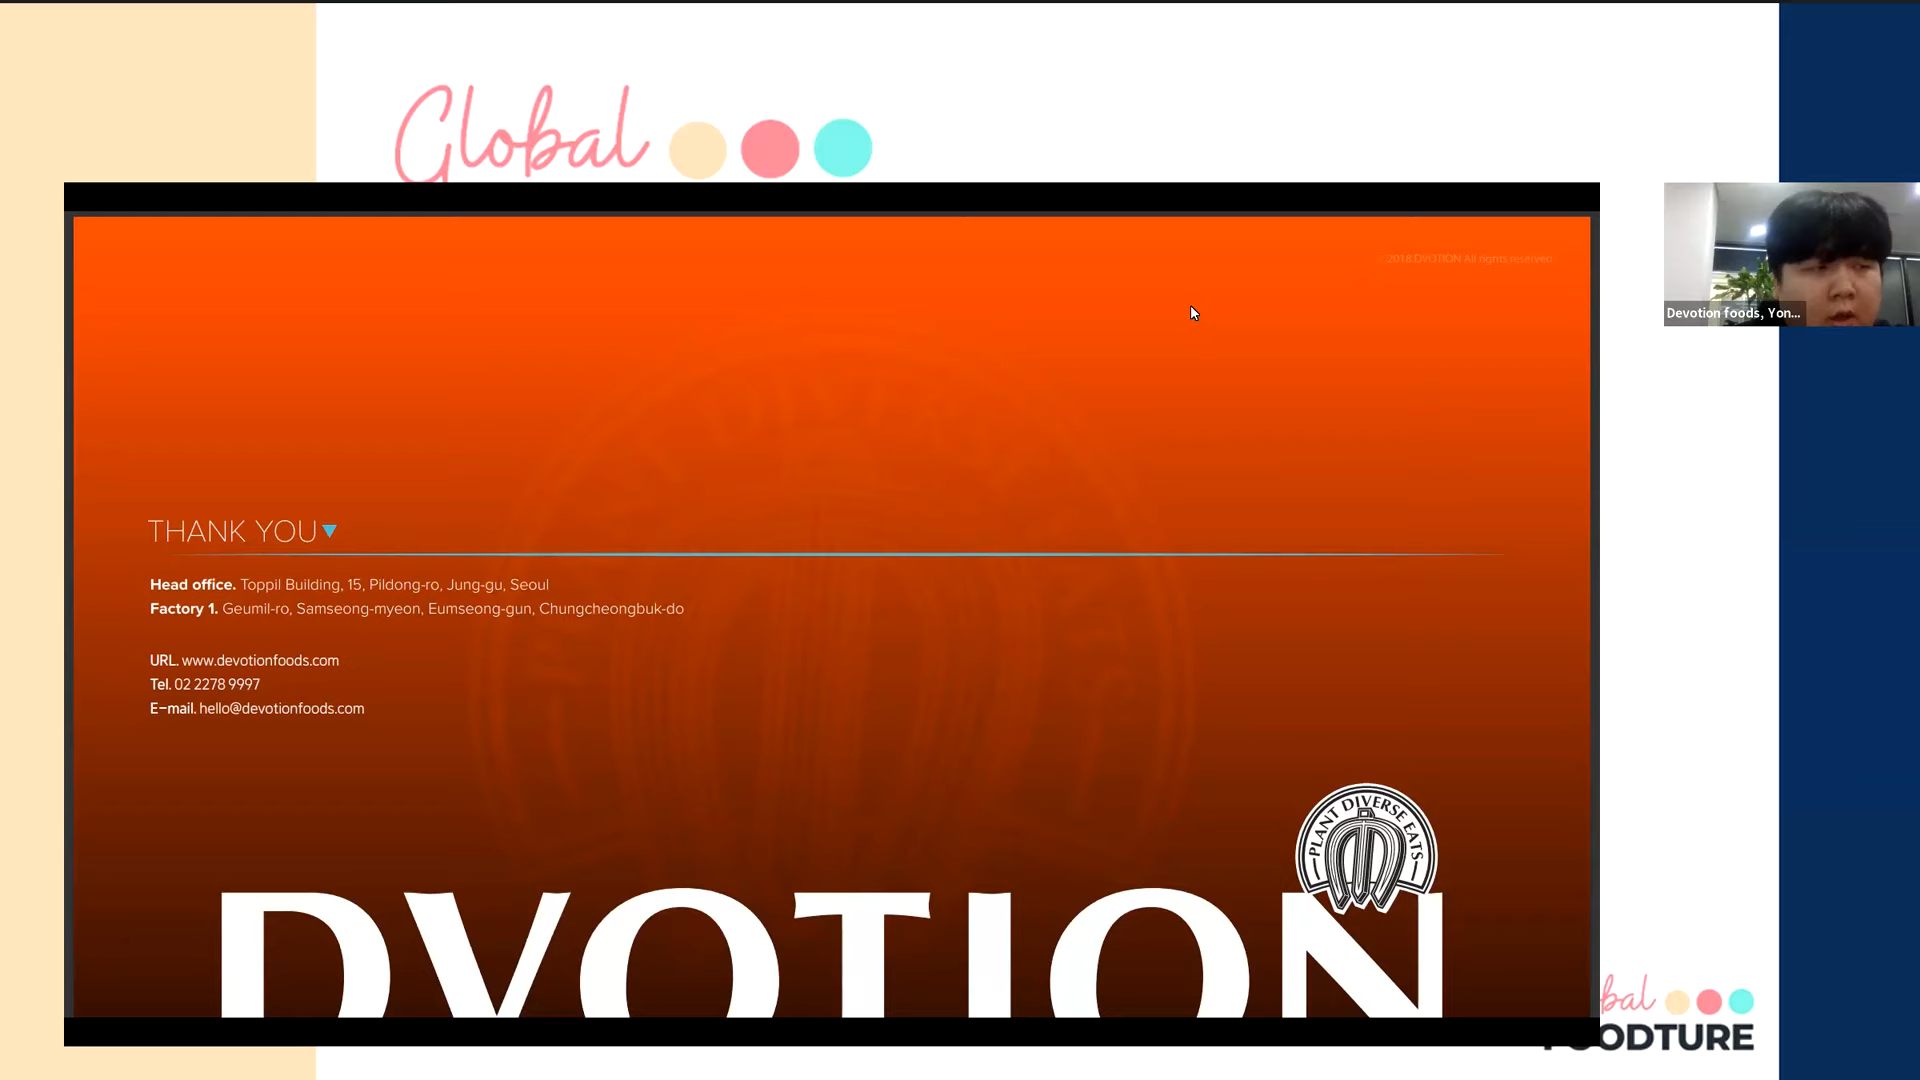 Global
© 2018.DVOTION All rights reserved.
Devotion foods, Yon...
THANK YOU
Head office. Toppil Building, 15, Pildong-ro, Jung-gu, Seoul
Factory 1. Geumil-ro, Samseong-myeon, Eumseong-gun, Chungcheongbuk-do
URL. www.devotionfoods.com
Tel. 02 2278 9997
E-mail. hello@devotionfoods.com
PLANT DIVERSE EATS
DVOTION
bal
OODTURE